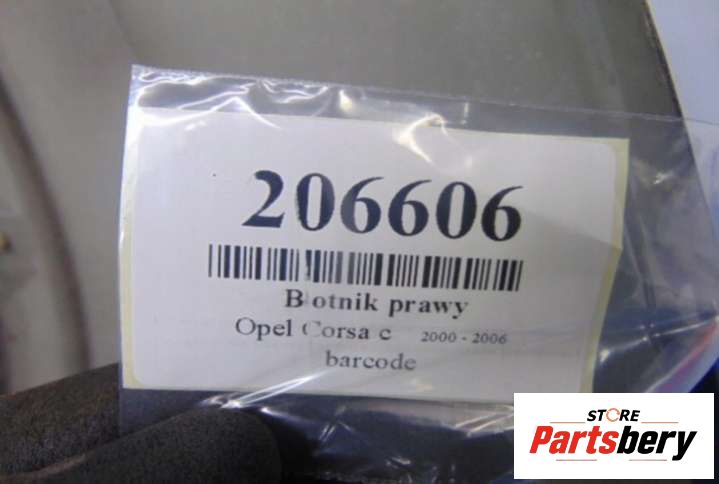 206606
Błotnik prawy
Opel Corsa c 2000 - 2006
barcode
STORE
Partsbery